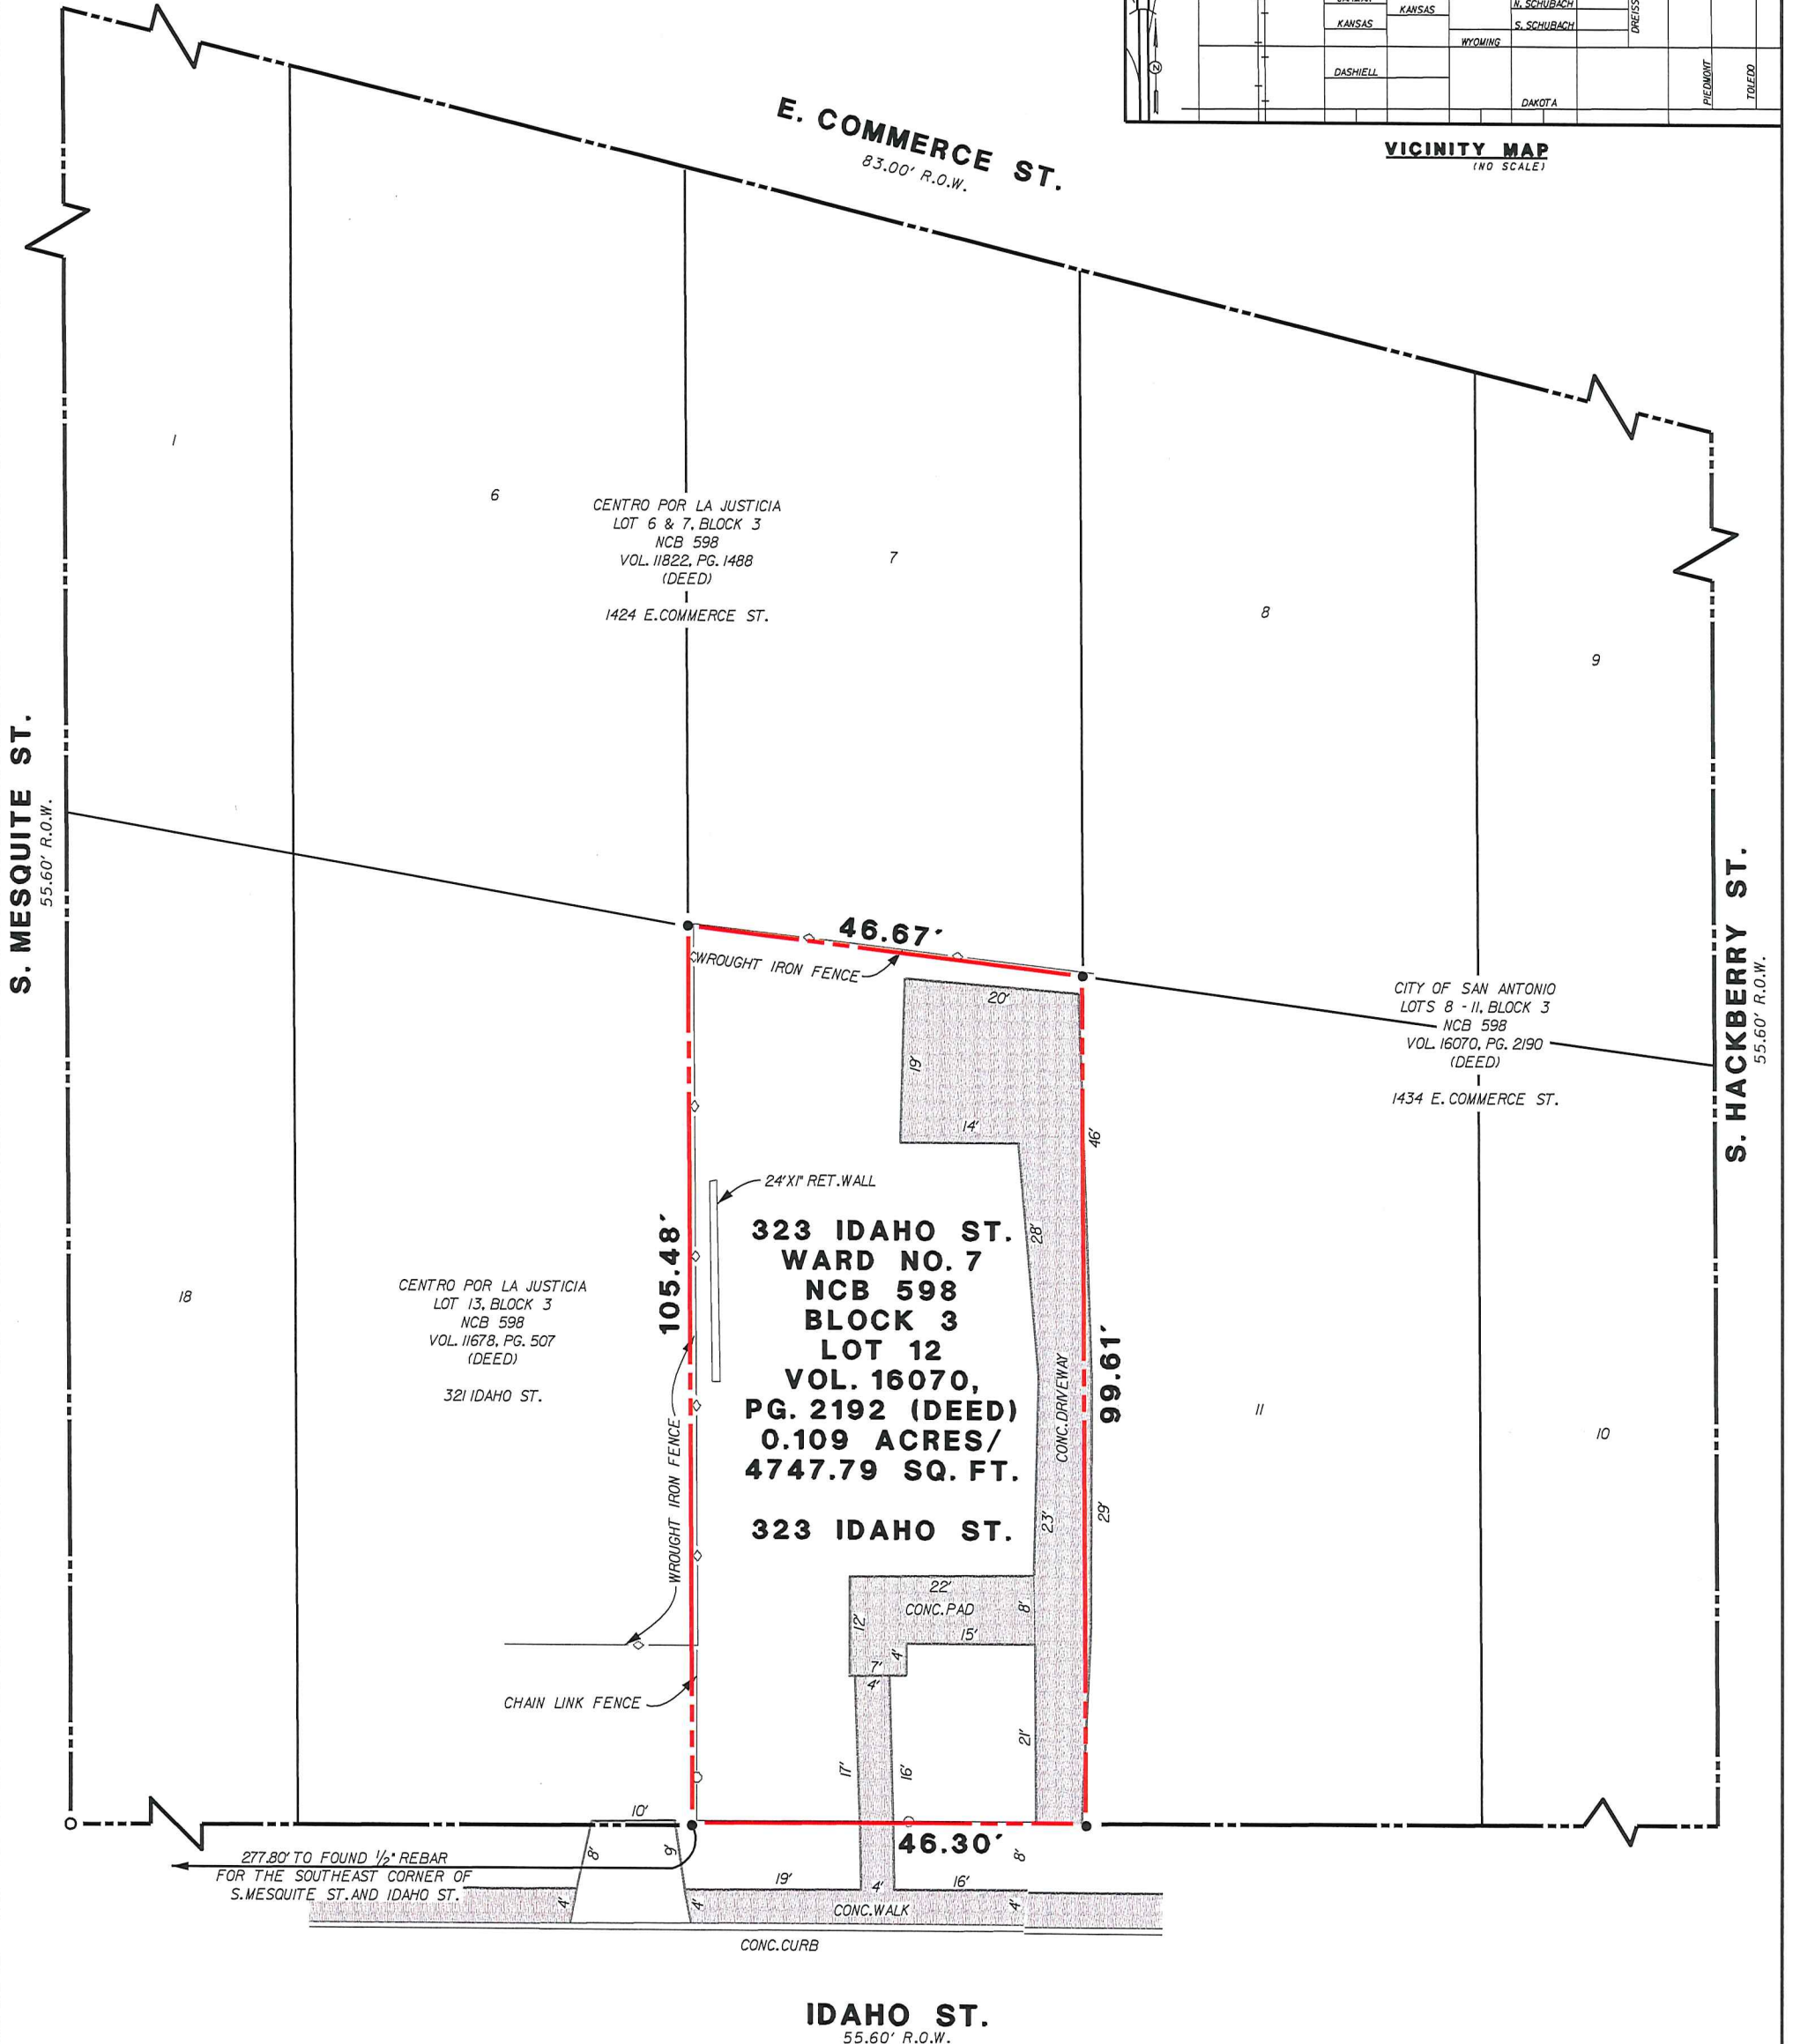 KANSAS
N. SCHUBACH
KANSAS
S. SCHUBACH
WYOMING
N
DASHIELL
PIEDMONT
TOLEDO
DAKOTA
VICINITY MAP
(NO SCALE)
E. COMMERCE ST.
83.00' R.O.W.
1
6
CENTRO POR LA JUSTICIA
LOT 6 & 7, BLOCK 3
NCB 598
VOL. 11822, PG. 1488
(DEED)
1424 E. COMMERCE ST.
7
8
9
S. MESQUITE ST.
55.60' R.O.W.
46.67'
WROUGHT IRON FENCE
20'
19'
14'
46'
CITY OF SAN ANTONIO
LOTS 8 - 11, BLOCK 3
NCB 598
VOL. 16070, PG. 2190
(DEED)
1434 E. COMMERCE ST.
S. HACKBERRY ST.
55.60' R.O.W.
24'X1" RET. WALL
105.48'
323 IDAHO ST.
WARD NO. 7
NCB 598
BLOCK 3
LOT 12
VOL. 16070,
PG. 2192 (DEED)
0.109 ACRES/
4747.79 SQ. FT.
323 IDAHO ST.
28'
CONC. DRIVEWAY
99.61'
18
CENTRO POR LA JUSTICIA
LOT 13, BLOCK 3
NCB 598
VOL. 11678, PG. 507
(DEED)
321 IDAHO ST.
11
10
WROUGHT IRON FENCE
23'
29'
22'
CONC. PAD
8'
12'
15'
4'
7'
4'
CHAIN LINK FENCE
17'
16'
21'
10'
8'
9'
46.30'
8'
277.80' TO FOUND 1/2" REBAR
FOR THE SOUTHEAST CORNER OF
S. MESQUITE ST. AND IDAHO ST.
4'
4'
19'
4'
16'
4'
CONC. WALK
CONC. CURB
IDAHO ST.
55.60' R.O.W.